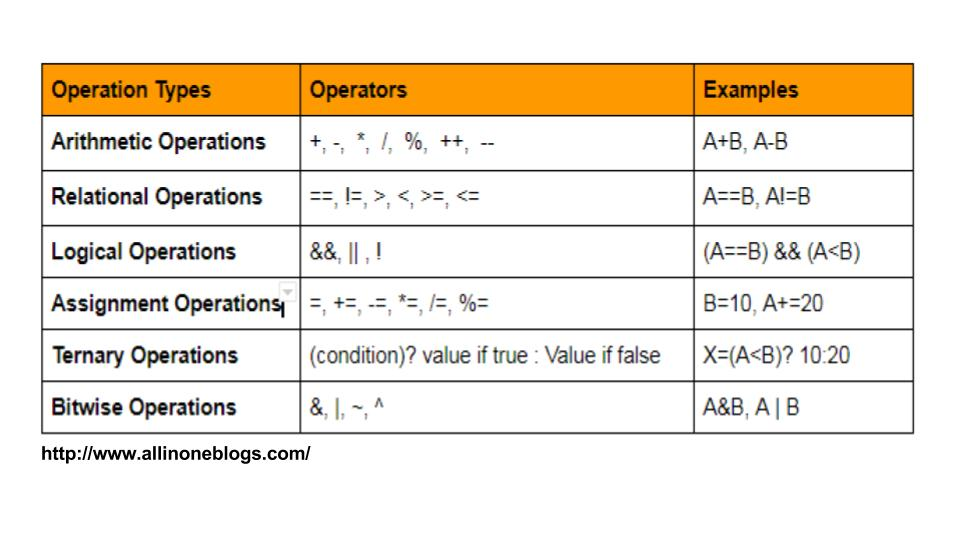 Operation Types Operators Examples
Arithmetic Operations +, -, *, /, %, ++, -- A+B, A-B
Relational Operations ==, !=, >, <, >=, <= A==B, A!=B
Logical Operations &&, || , ! (A==B) && (A<B)
Assignment Operations =, +=, -=, *=, /=, %= B=10, A+=20
Ternary Operations (condition)? value if true : Value if false X=(A<B)? 10:20
Bitwise Operations &, |, ~, ^ A&B, A | B
http://www.allinoneblogs.com/